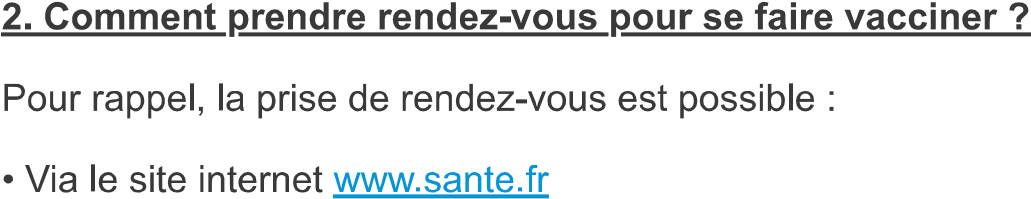 2. Comment prendre rendez-vous pour se faire vacciner ?
Pour rappel, la prise de rendez-vous est possible :
• Via le site internet www.sante.fr